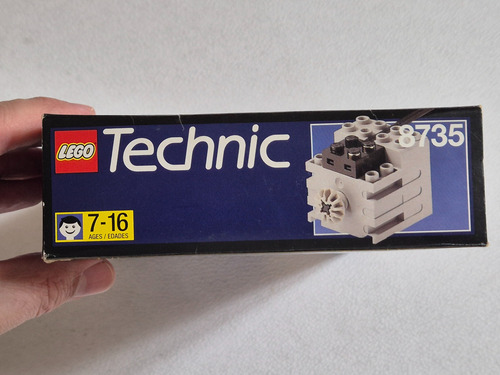 LEGO Technic 8735
7-16
AGES / EDADES